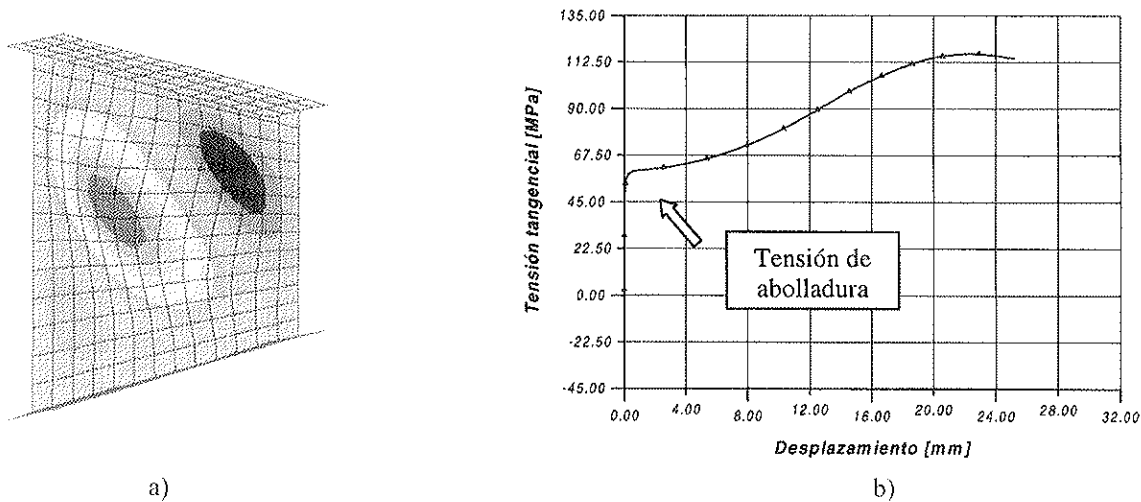 135.00
112.50
90.00
67.50
45.00
22.50
0.00
-22.50
-45.00
Tensión tangencial [MPa]
Tensión de
abolladura
0.00 4.00 8.00 12.00 16.00 20.00 24.00 28.00 32.00
Desplazamiento [mm]
a) b)